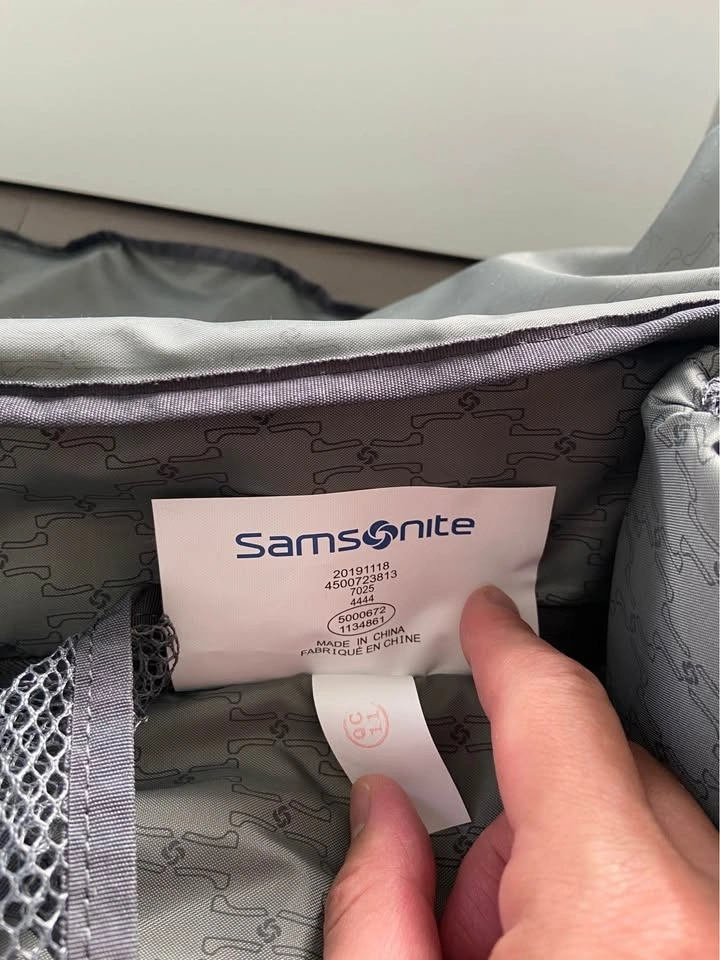 Samsonite
20191118
4500723813
7025
4444
5000672
1134861
MADE IN CHINA
FABRIQUÉ EN CHINE
QC
11